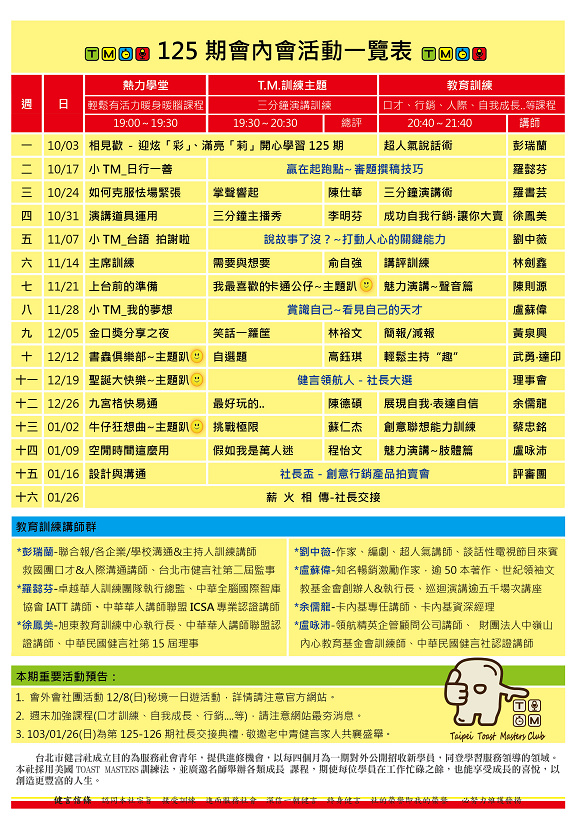 TMOD 125 期會內會活動一覽表 TMOD
週 日 熱力學堂 T.M.訓練主題 教育訓練
輕鬆有活力暖身暖腦課程 三分鐘演講訓練 口才、行銷、人際、自我成長..等課程
19:00~19:30 19:30~20:30 總評 20:40~21:40 講師
一 10/03 相見歡 - 迎炫「彩」、滿亮「莉」開心學習 125 期 超人氣說話術 彭瑞蘭
二 10/17 小 TM_日行一善 贏在起跑點~審題撰稿技巧 羅懿芬
三 10/24 如何克服怯場緊張 掌聲響起 陳仕華 三分鐘演講術 羅書芸
四 10/31 演講道具運用 三分鐘主播秀 李明芬 成功自我行銷‧讓你大賣 徐鳳美
五 11/07 小 TM_台語 拍謝啦 說故事了沒？~打動人心的關鍵能力 劉中薇
六 11/14 主席訓練 需要與想要 俞自強 講評訓練 林劍鑫
七 11/21 上台前的準備 我最喜歡的卡通公仔~主題趴 魅力演講~聲音篇 陳則源
八 11/28 小 TM_我的夢想 賞識自己~看見自己的天才 盧蘇偉
九 12/05 金口獎分享之夜 笑話一籮筐 林裕文 簡報/減報 黃泉興
十 12/12 書蟲俱樂部~主題趴 自選題 高鈺琪 輕鬆主持“趣” 武勇‧達印
十一 12/19 聖誕大快樂~主題趴 健言領航人 - 社長大選 理事會
十二 12/26 九宮格快易通 最好玩的.. 陳德碩 展現自我‧表達自信 余儒龍
十三 01/02 牛仔狂想曲~主題趴 挑戰極限 蘇仁杰 創意聯想能力訓練 蔡忠銘
十四 01/09 空閒時間這麼用 假如我是萬人迷 程怡文 魅力演講~肢體篇 盧咏沛
十五 01/16 設計與溝通 社長盃 - 創意行銷產品拍賣會 評審團
十六 01/26 薪 火 相 傳-社長交接
教育訓練講師群
*彭瑞蘭-聯合報/各企業/學校溝通&主持人訓練講師
救國團口才&人際溝通講師、台北市健言社第二屆監事
*羅懿芬-卓越華人訓練團隊執行總監、中華全腦國際智庫
協會 IATT 講師、中華華人講師聯盟 ICSA 專業認證講師
*徐鳳美-旭東教育訓練中心執行長、中華華人講師聯盟認
證講師、中華民國健言社第 15 屆理事
*劉中薇-作家、編劇、超人氣講師、談話性電視節目來賓
*盧蘇偉-知名暢銷激勵作家，逾 50 本著作、世紀領袖文
教基金會創辦人&執行長、巡迴演講逾五千場次講座
*余儒龍-卡內基專任講師、卡內基資深經理
*盧咏沛-領航精英企管顧問公司講師、 財團法人中嶺山
內心教育基金會訓練師、中華民國健言社認證講師
本期重要活動預告：
1. 會外會社團活動 12/8(日)秘境一日遊活動，詳情請注意官方網站。
2. 週末加強課程(口才訓練、自我成長、行銷....等)，請注意網站最夯消息。
3. 103/01/26(日)為第 125-126 期社長交接典禮，敬邀老中青健言家人共襄盛舉。
TMOD
Taipei Toast Masters Club
台北市健言社成立目的為服務社會青年，提供進修機會，以每四個月為一期對外公開招收新學員，同登學習服務領導的領域。
本社採用美國 TOAST MASTERS 訓練法，並廣邀名師舉辦各類成長 課程，期使每位學員在工作忙碌之餘，也能享受成長的喜悅，以
創造更豐富的人生。
健言信條